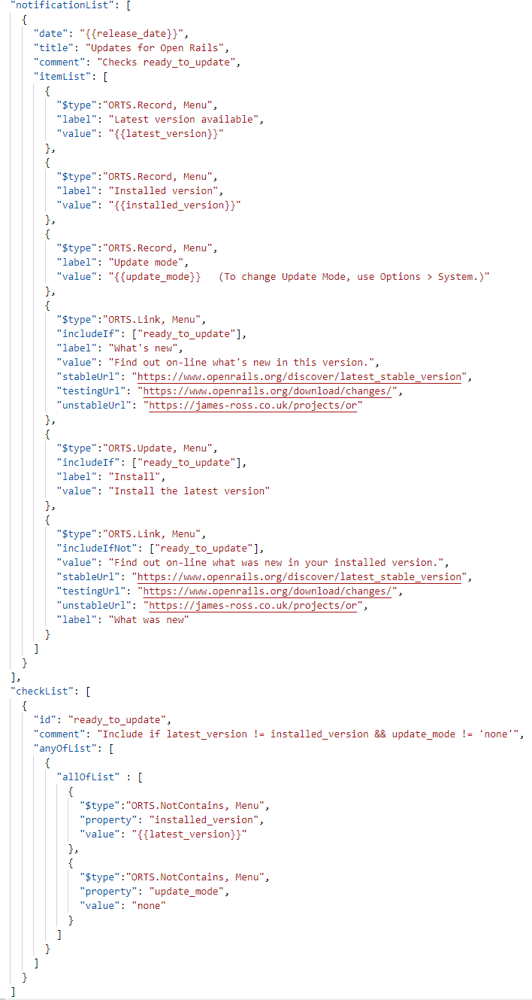 "notificationList": [
{
"date": "{{release_date}}",
"title": "Updates for Open Rails",
"comment": "Checks ready_to_update",
"itemList": [
{
"$type":"ORTS.Record, Menu",
"label": "Latest version available",
"value": "{{latest_version}}"
},
{
"$type":"ORTS.Record, Menu",
"label": "Installed version",
"value": "{{installed_version}}"
},
{
"$type":"ORTS.Record, Menu",
"label": "Update mode",
"value": "{{update_mode}}   (To change Update Mode, use Options > System.)"
},
{
"$type":"ORTS.Link, Menu",
"includeIf": ["ready_to_update"],
"label": "What's new",
"value": "Find out on-line what's new in this version.",
"stableUrl": "https://www.openrails.org/discover/latest_stable_version",
"testingUrl": "https://www.openrails.org/download/changes/",
"unstableUrl": "https://james-ross.co.uk/projects/or"
},
{
"$type":"ORTS.Update, Menu",
"includeIf": ["ready_to_update"],
"label": "Install",
"value": "Install the latest version"
},
{
"$type":"ORTS.Link, Menu",
"includeIfNot": ["ready_to_update"],
"value": "Find out on-line what was new in your installed version.",
"stableUrl": "https://www.openrails.org/discover/latest_stable_version",
"testingUrl": "https://www.openrails.org/download/changes/",
"unstableUrl": "https://james-ross.co.uk/projects/or",
"label": "What was new"
}
]
}
],
"checkList": [
{
"id": "ready_to_update",
"comment": "Include if latest_version != installed_version && update_mode != 'none'",
"anyOfList": [
{
"allOfList" : [
{
"$type":"ORTS.NotContains, Menu",
"property": "installed_version",
"value": "{{latest_version}}"
},
{
"$type":"ORTS.NotContains, Menu",
"property": "update_mode",
"value": "none"
}
]
}
]
}
]